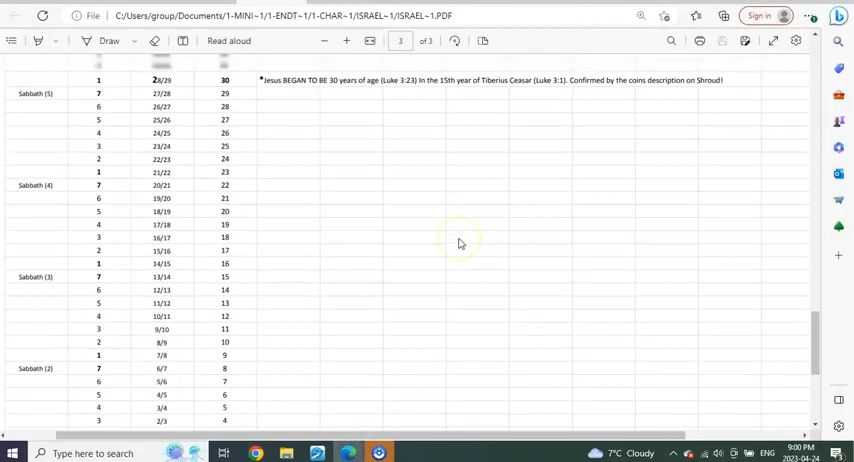 File C:/Users/group/Documents/1-MINI~1/1-ENDT~1/1-CHAR~1/ISRAEL~1/ISRAEL~1.PDF Sign in
Draw Read aloud 3 of 3
1 28/29 30 *Jesus BEGAN TO BE 30 years of age (Luke 3:23) In the 15th year of Tiberius Ceasar (Luke 3:1). Confirmed by the coins description on Shroud!
Sabbath (5) 7 27/28 29
6 26/27 28
5 25/26 27
4 24/25 26
3 23/24 25
2 22/23 24
1 21/22 23
Sabbath (4) 7 20/21 22
6 19/20 21
5 18/19 20
4 17/18 19
3 16/17 18
2 15/16 17
1 14/15 16
Sabbath (3) 7 13/14 15
6 12/13 14
5 11/12 13
4 10/11 12
3 9/10 11
2 8/9 10
1 7/8 9
Sabbath (2) 7 6/7 8
6 5/6 7
5 4/5 6
4 3/4 5
3 2/3 4
Type here to search 7°C Cloudy ENG 9:00 PM
2023-04-24